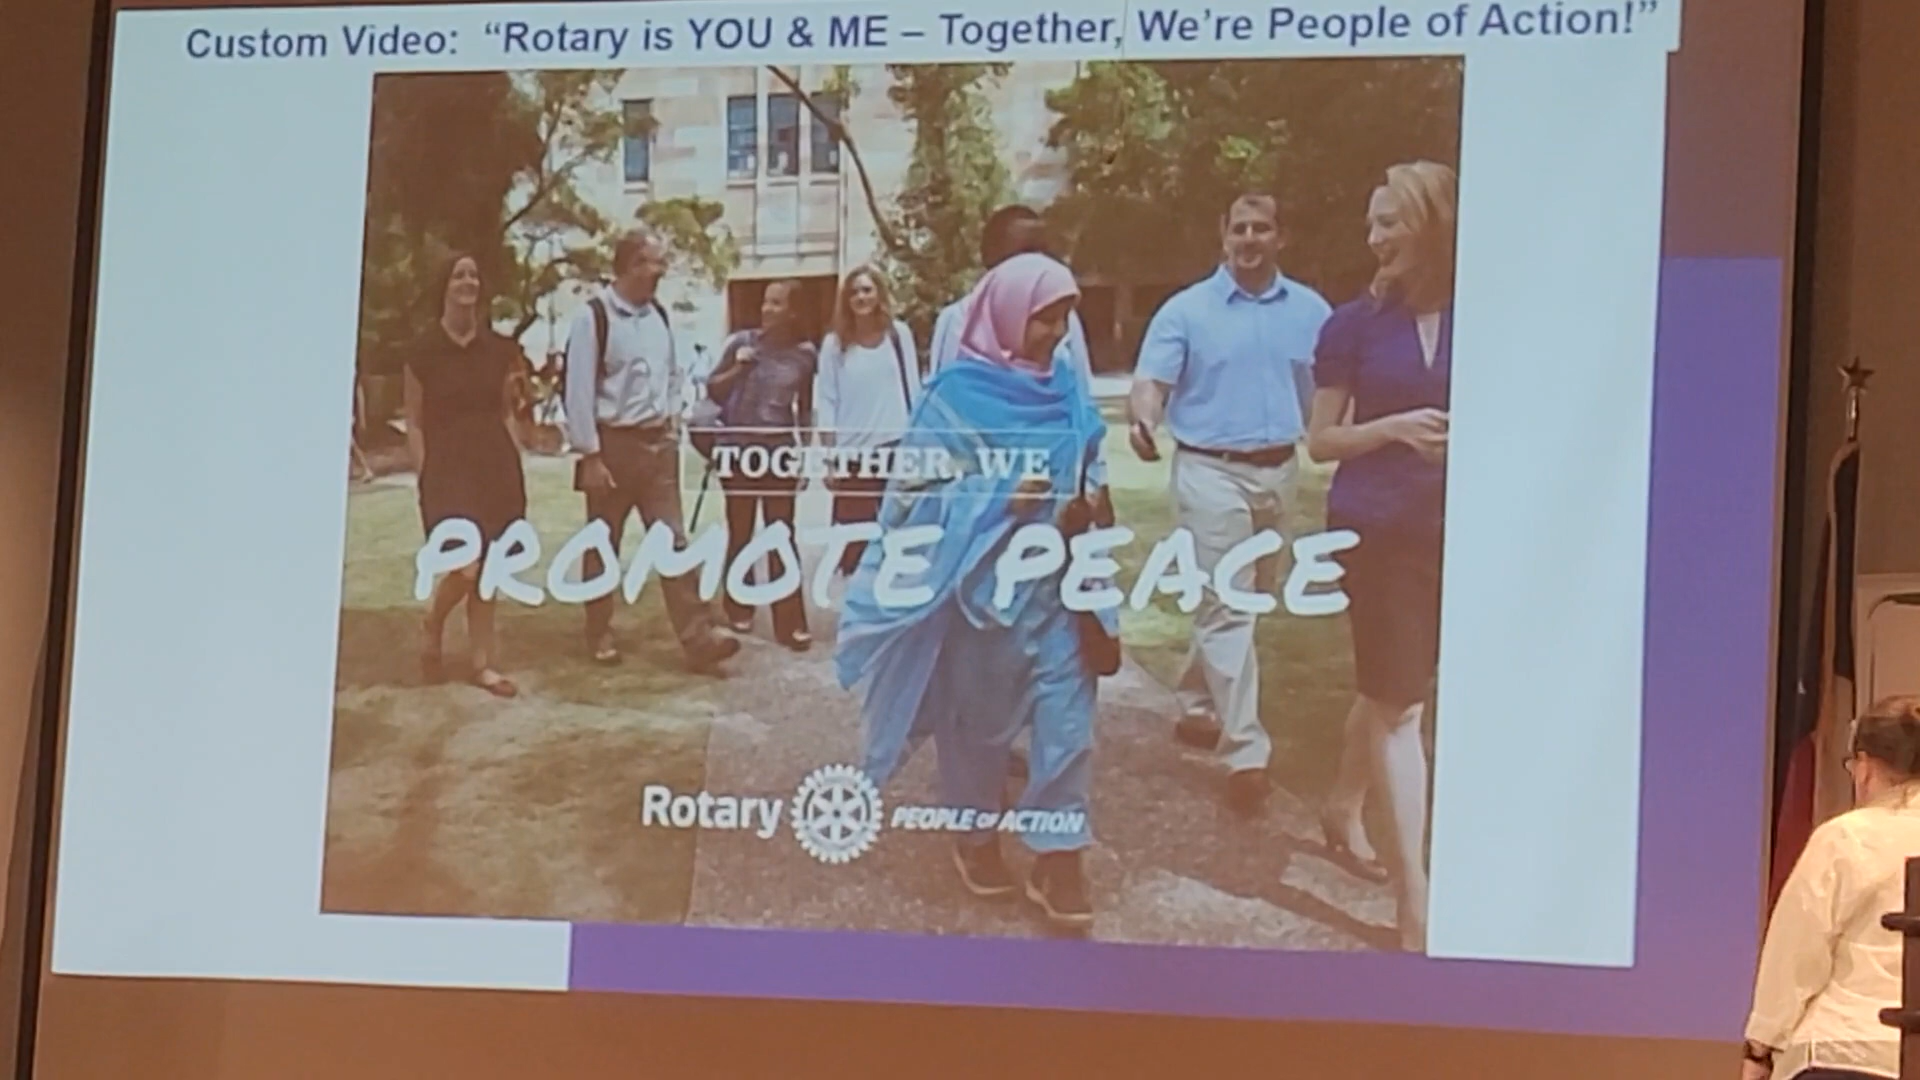 Custom Video: “Rotary is YOU & ME – Together, We’re People of Action!”
TOGETHER, WE
PROMOTE PEACE
Rotary PEOPLE OF ACTION